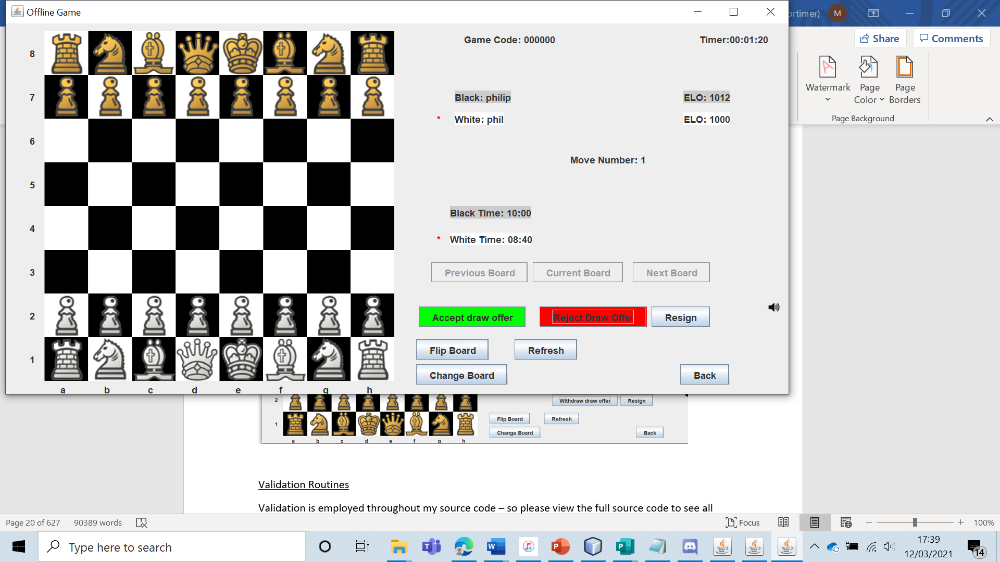 Offline Game
ortimer)
M
Share
Comments
Watermark
Page Color
Page Borders
Page Background
Game Code: 000000
Timer:00:01:20
8
7
6
5
4
3
2
1
a b c d e f g h
Black: philip
ELO: 1012
* White: phil
ELO: 1000
Move Number: 1
Black Time: 10:00
* White Time: 08:40
Previous Board
Current Board
Next Board
Accept draw offer
Reject Draw Offer
Resign
Flip Board
Refresh
Change Board
Back
2
Withdraw draw offer
Resign
1
Flip Board
Refresh
Change Board
Back
a b c d e f g h
Validation Routines
Validation is employed throughout my source code – so please view the full source code to see all
Page 20 of 627
90389 words
Focus
100%
Type here to search
17:39
12/03/2021
14